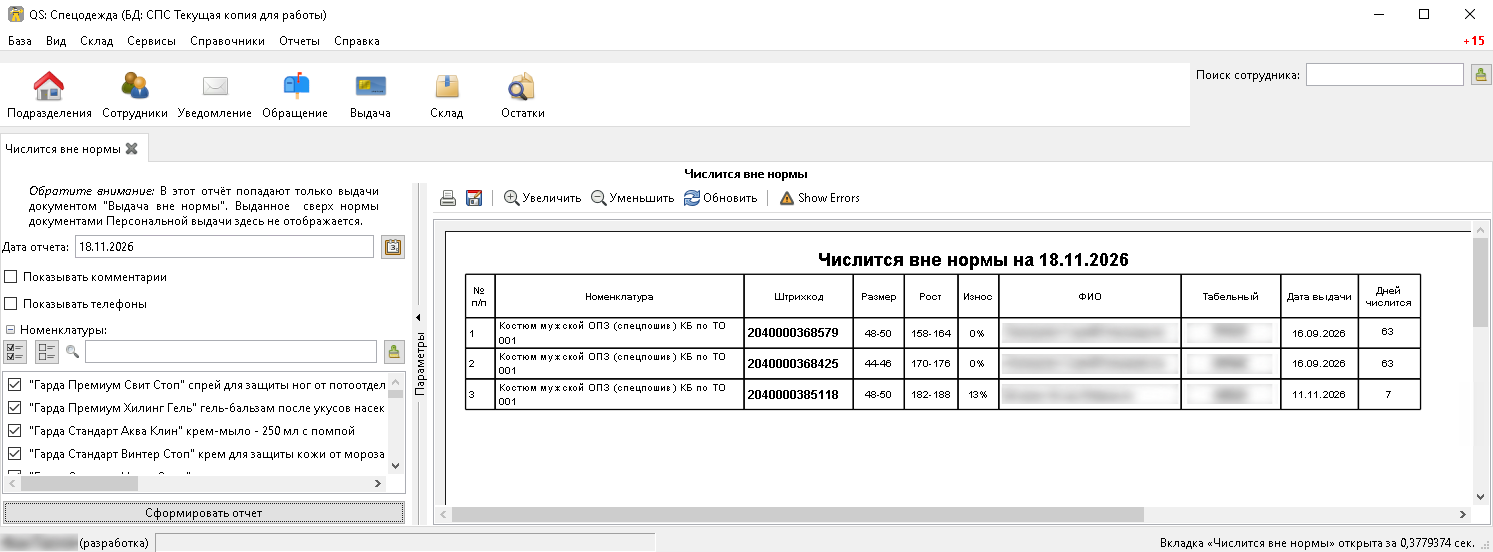 QS: Спецодежда (БД: СПС Текущая копия для работы)
База Вид Склад Сервисы Справочники Отчеты Справка
+15
Подразделения Сотрудники Уведомление Обращение Выдача Склад Остатки
Поиск сотрудника:
Числится вне нормы
Числится вне нормы
Обратите внимание: В этот отчёт попадают только выдачи
документом "Выдача вне нормы". Выданное сверх нормы
документами Персональной выдачи здесь не отображается.
Дата отчета: 18.11.2026
Показывать комментарии
Показывать телефоны
Номенклатуры:
"Гарда Премиум Свит Стоп" спрей для защиты ног от потоотдел
"Гарда Премиум Хилинг Гель" гель-бальзам после укусов насек
"Гарда Стандарт Аква Клин" крем-мыло - 250 мл с помпой
"Гарда Стандарт Винтер Стоп" крем для защиты кожи от мороза
Сформировать отчет
Параметры
Увеличить Уменьшить Обновить Show Errors
Числится вне нормы на 18.11.2026
№ п/п Номенклатура Штрихкод Размер Рост Износ ФИО Табельный Дата выдачи Дней числится
1 Костюм мужской ОПЗ (спецпошив) КБ по ТО 2040000368579 48-50 158-164 0% 16.09.2026 63
001
2 Костюм мужской ОПЗ (спецпошив) КБ по ТО 2040000368425 44-46 170-176 0% 16.09.2026 63
001
3 Костюм мужской ОПЗ (спецпошив) КБ по ТО 2040000385118 48-50 182-188 13% 11.11.2026 7
001
(разработка)
Вкладка «Числится вне нормы» открыта за 0,3779374 сек.